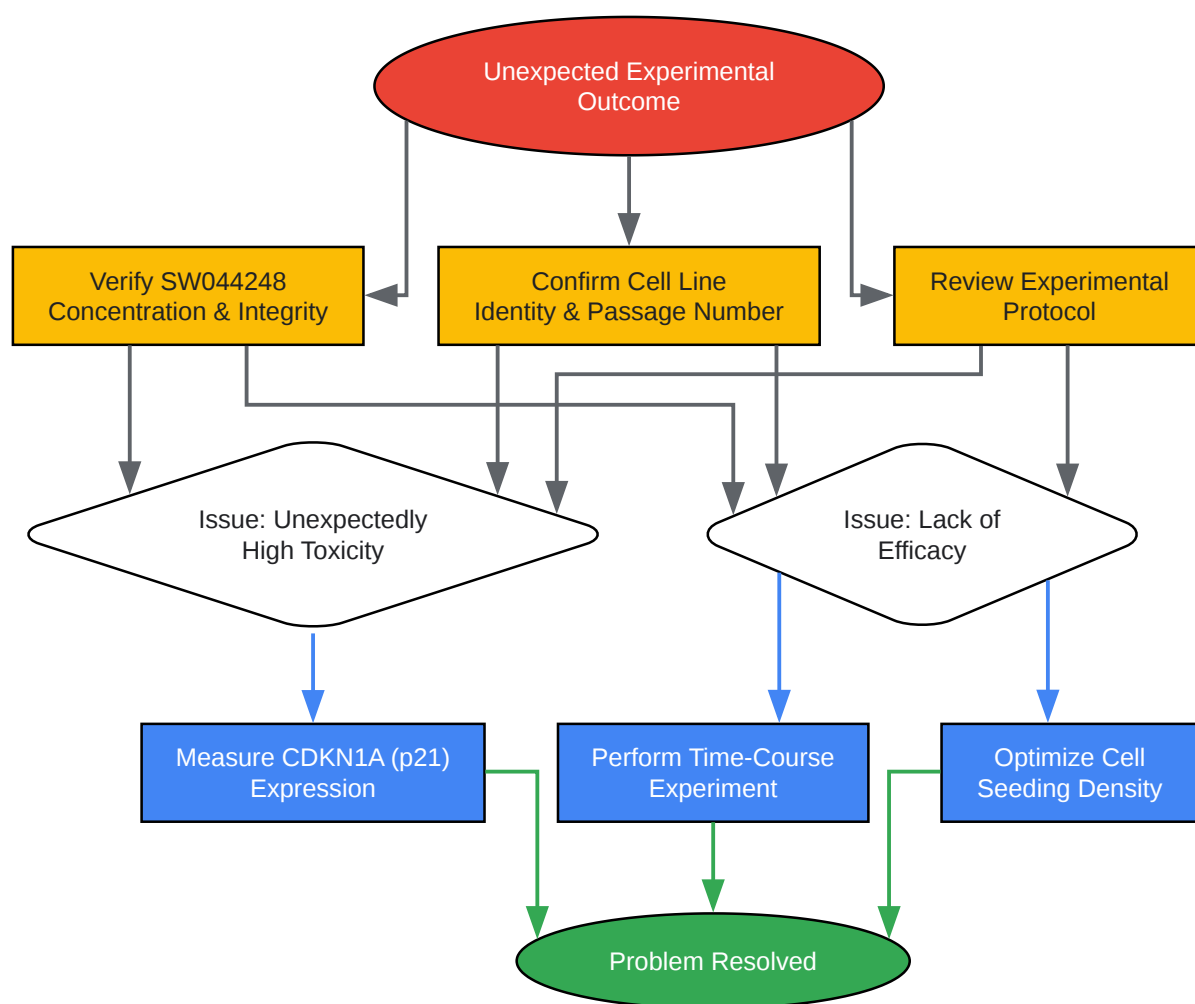 Unexpected Experimental
Outcome
Verify SW044248
Concentration & Integrity
Confirm Cell Line
Identity & Passage Number
Review Experimental
Protocol
Issue: Unexpectedly
High Toxicity
Issue: Lack of
Efficacy
Measure CDKN1A (p21)
Expression
Perform Time-Course
Experiment
Optimize Cell
Seeding Density
Problem Resolved